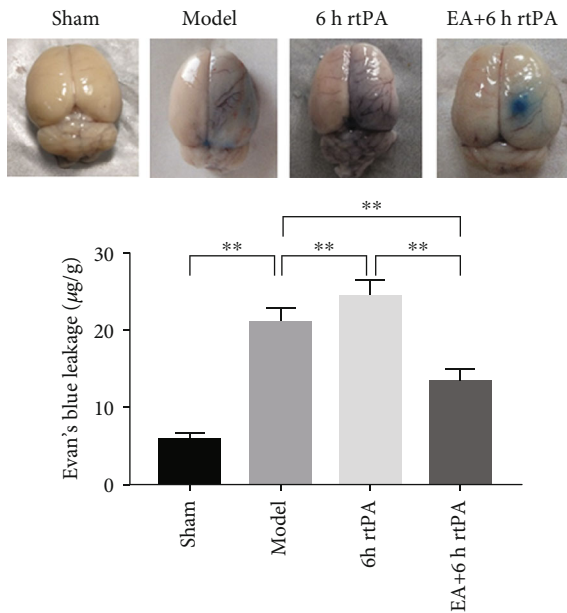 Sham Model 6 h rtPA EA+6 h rtPA
**
** ** **
30
20
10
0
Evan's blue leakage (μg/g)
Sham
Model
6h rtPA
EA+6 h rtPA